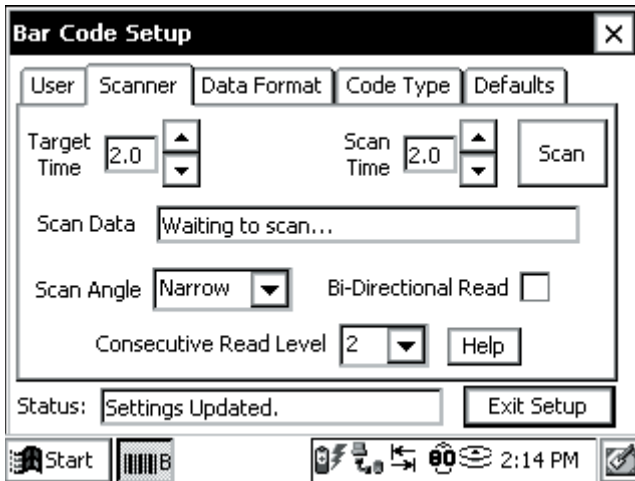 Bar Code Setup
User Scanner Data Format Code Type Defaults
Target Time 2.0 Scan Time 2.0 Scan
Scan Data Waiting to scan...
Scan Angle Narrow Bi-Directional Read
Consecutive Read Level 2 Help
Status: Settings Updated. Exit Setup
Start B 2:14 PM